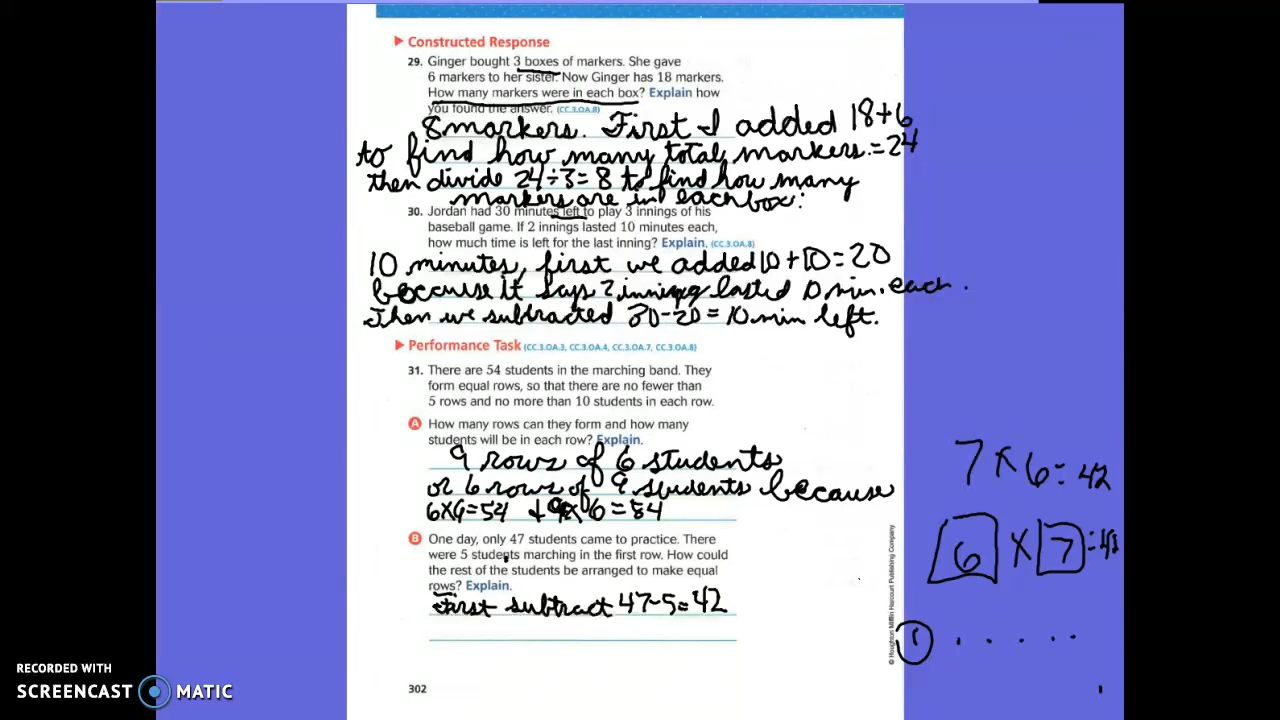 Constructed Response
29. Ginger bought 3 boxes of markers. She gave
6 markers to her sister. Now Ginger has 18 markers.
How many markers were in each box? Explain how
you found the answer. (CC.3.OA.8)
8 markers. First I added 18+6
to find how many total markers. = 24
then divide 24÷3=8 to find how many
markers are in each box.
30. Jordan had 30 minutes left to play 3 innings of his
baseball game. If 2 innings lasted 10 minutes each,
how much time is left for the last inning? Explain. (CC.3.OA.8)
10 minutes, first we added 10+10=20
because it says 2 innings lasted 10 min. each.
Then we subtracted 30-20=10 min left.
Performance Task (CC.3.OA.3, CC.3.OA.4, CC.3.OA.7, CC.3.OA.8)
31. There are 54 students in the marching band. They
form equal rows, so that there are no fewer than
5 rows and no more than 10 students in each row.
A How many rows can they form and how many
students will be in each row? Explain.
9 rows of 6 students
or 6 rows of 9 students because
6x9=54 + 9x6=54
7x6=42
B One day, only 47 students came to practice. There
were 5 students marching in the first row. How could
the rest of the students be arranged to make equal
rows? Explain.
6 x 7 =
First subtract 47-5=42
1
© Houghton Mifflin Harcourt Publishing Company
302
1
RECORDED WITH
SCREENCAST MATIC